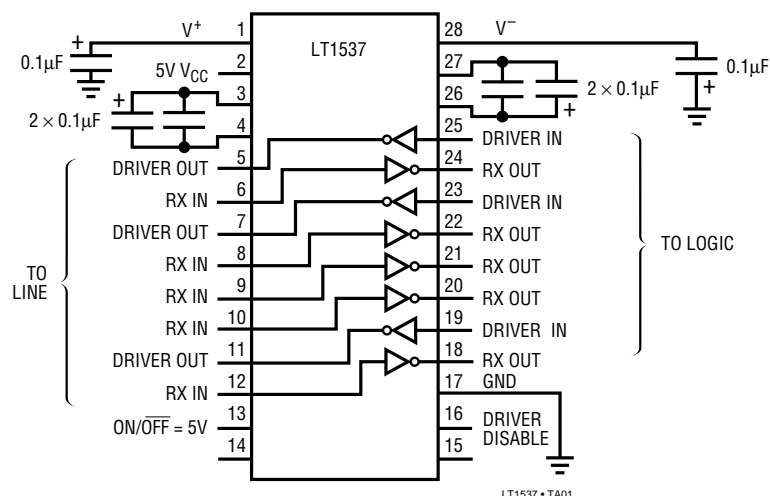 V+ 1 LT1537 28 V−
0.1μF
5V VCC 2
27
0.1μF
3
2 × 0.1μF
26
2 × 0.1μF
4
25 DRIVER IN
DRIVER OUT 5
24 RX OUT
RX IN 6
23 DRIVER IN
DRIVER OUT 7
22 RX OUT
RX IN 8
21 RX OUT
TO LOGIC
TO LINE
RX IN 9
20 RX OUT
RX IN 10
19 DRIVER IN
DRIVER OUT 11
18 RX OUT
RX IN 12
17 GND
ON/OFF = 5V 13
16 DRIVER DISABLE
14
15
LT1537 • TA01